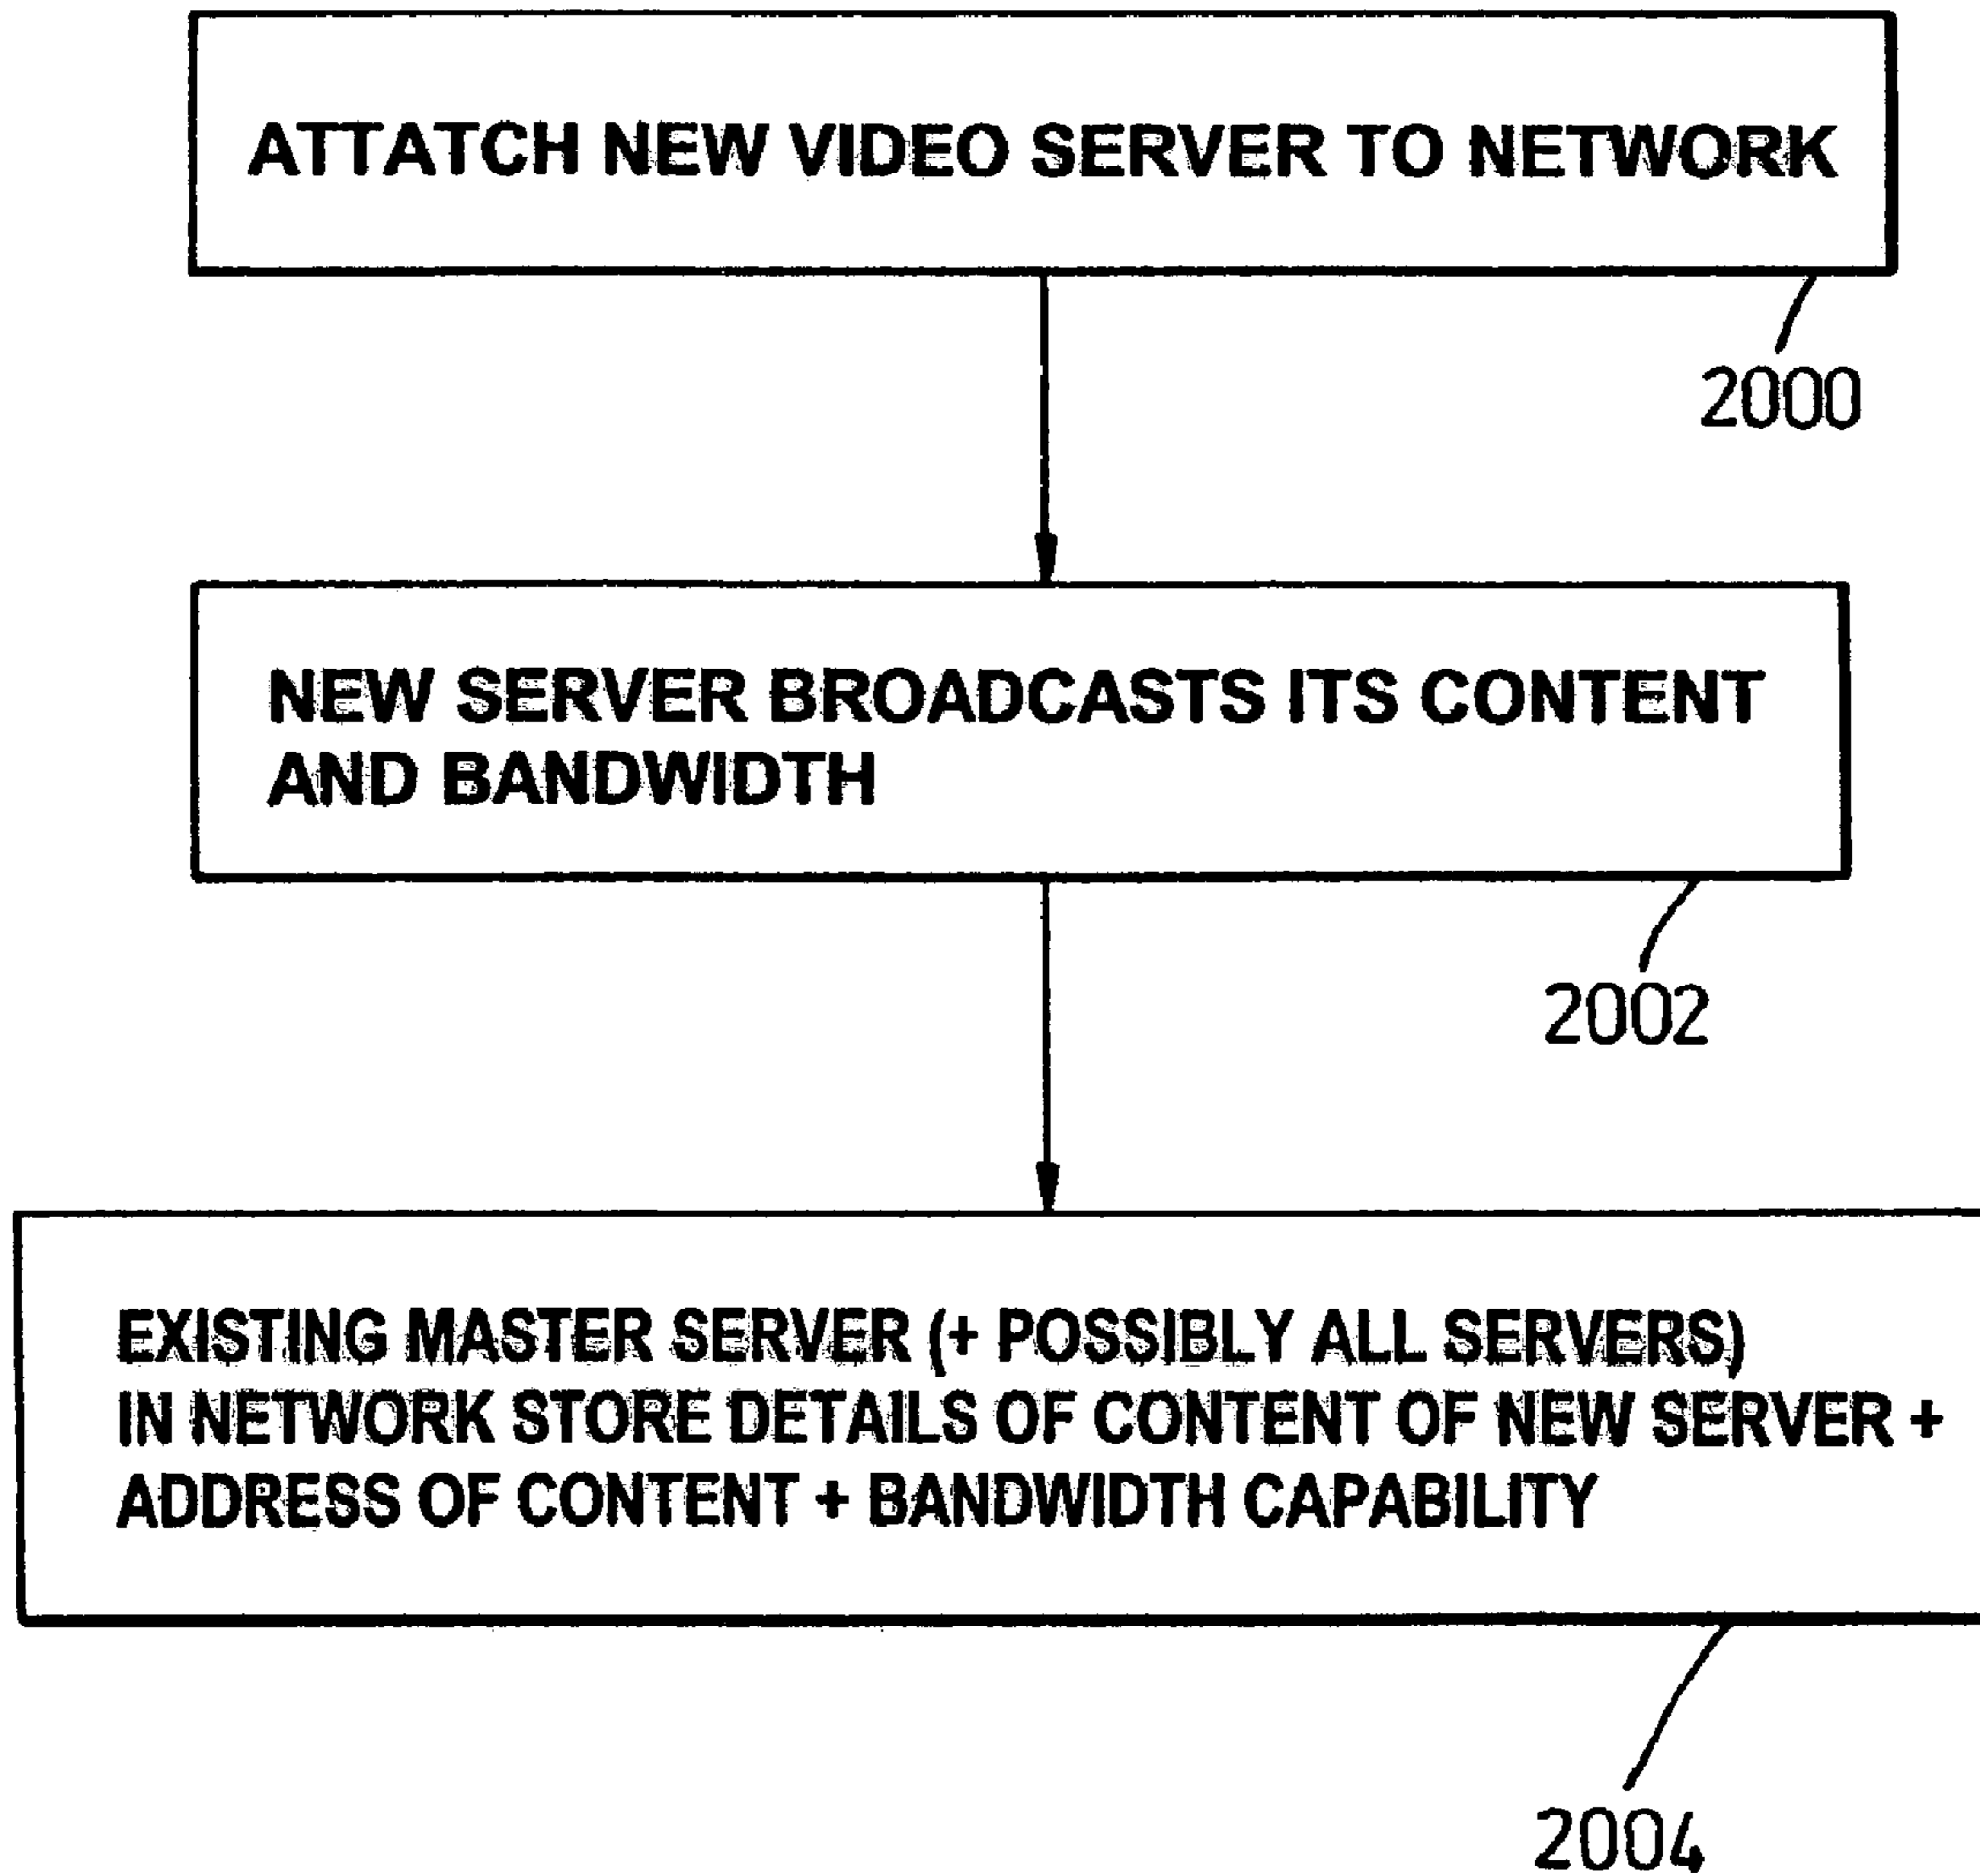 ATTATCH NEW VIDEO SERVER TO NETWORK
2000
NEW SERVER BROADCASTS ITS CONTENT
AND BANDWIDTH
2002
EXISTING MASTER SERVER (+ POSSIBLY ALL SERVERS)
IN NETWORK STORE DETAILS OF CONTENT OF NEW SERVER +
ADDRESS OF CONTENT + BANDWIDTH CAPABILITY
2004